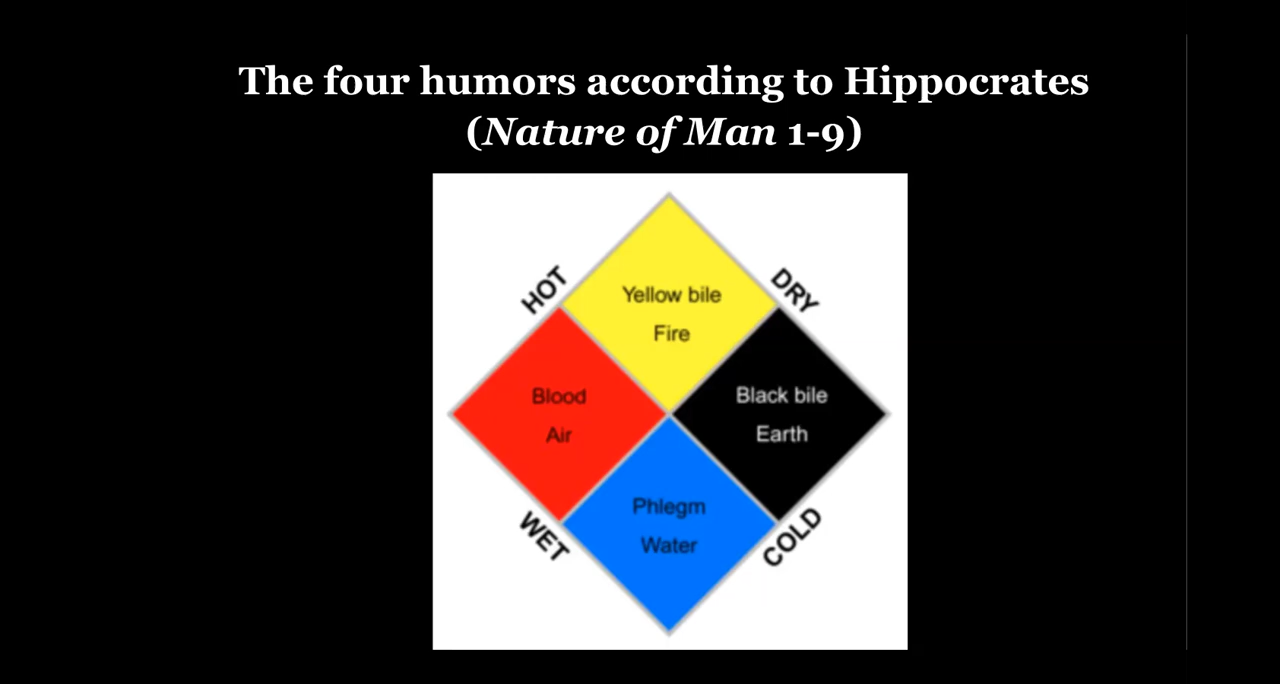 The four humors according to Hippocrates
(Nature of Man 1-9)
HOT
DRY
Yellow bile
Fire
Blood
Air
Black bile
Earth
Phlegm
Water
WET
COLD